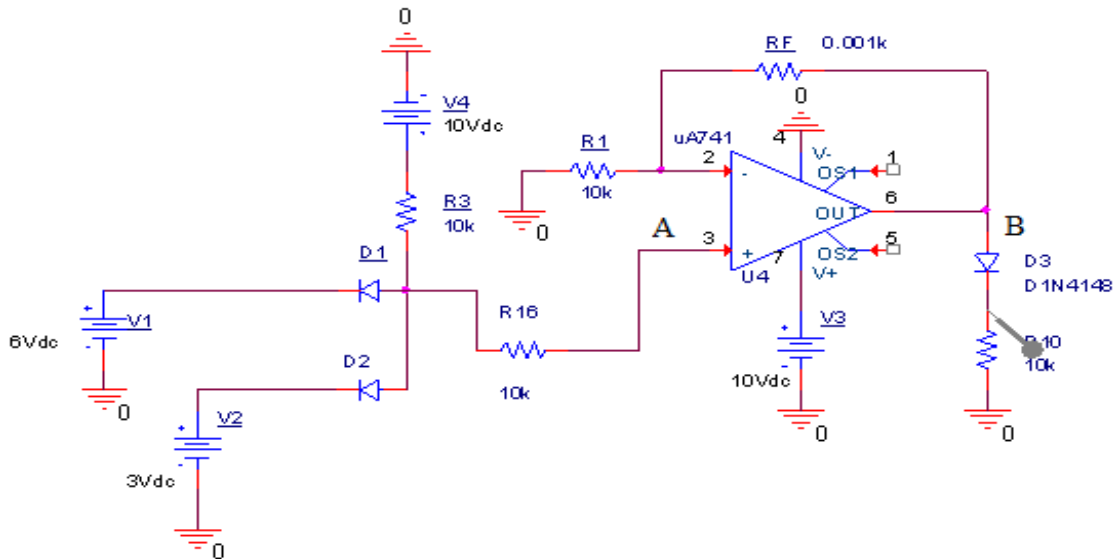 0
V4
10Vdc
R3
10k
D1
V1
6Vdc
0
D2
V2
3Vdc
0
R16
10k
A
R1
10k
0
RF 0.001k
0
uA741
4
V-
1
OS1
2
-
6
OUT
3
+
5
OS2
7
V+
U4
V3
10Vdc
0
B
D3
D1N4148
10k
0